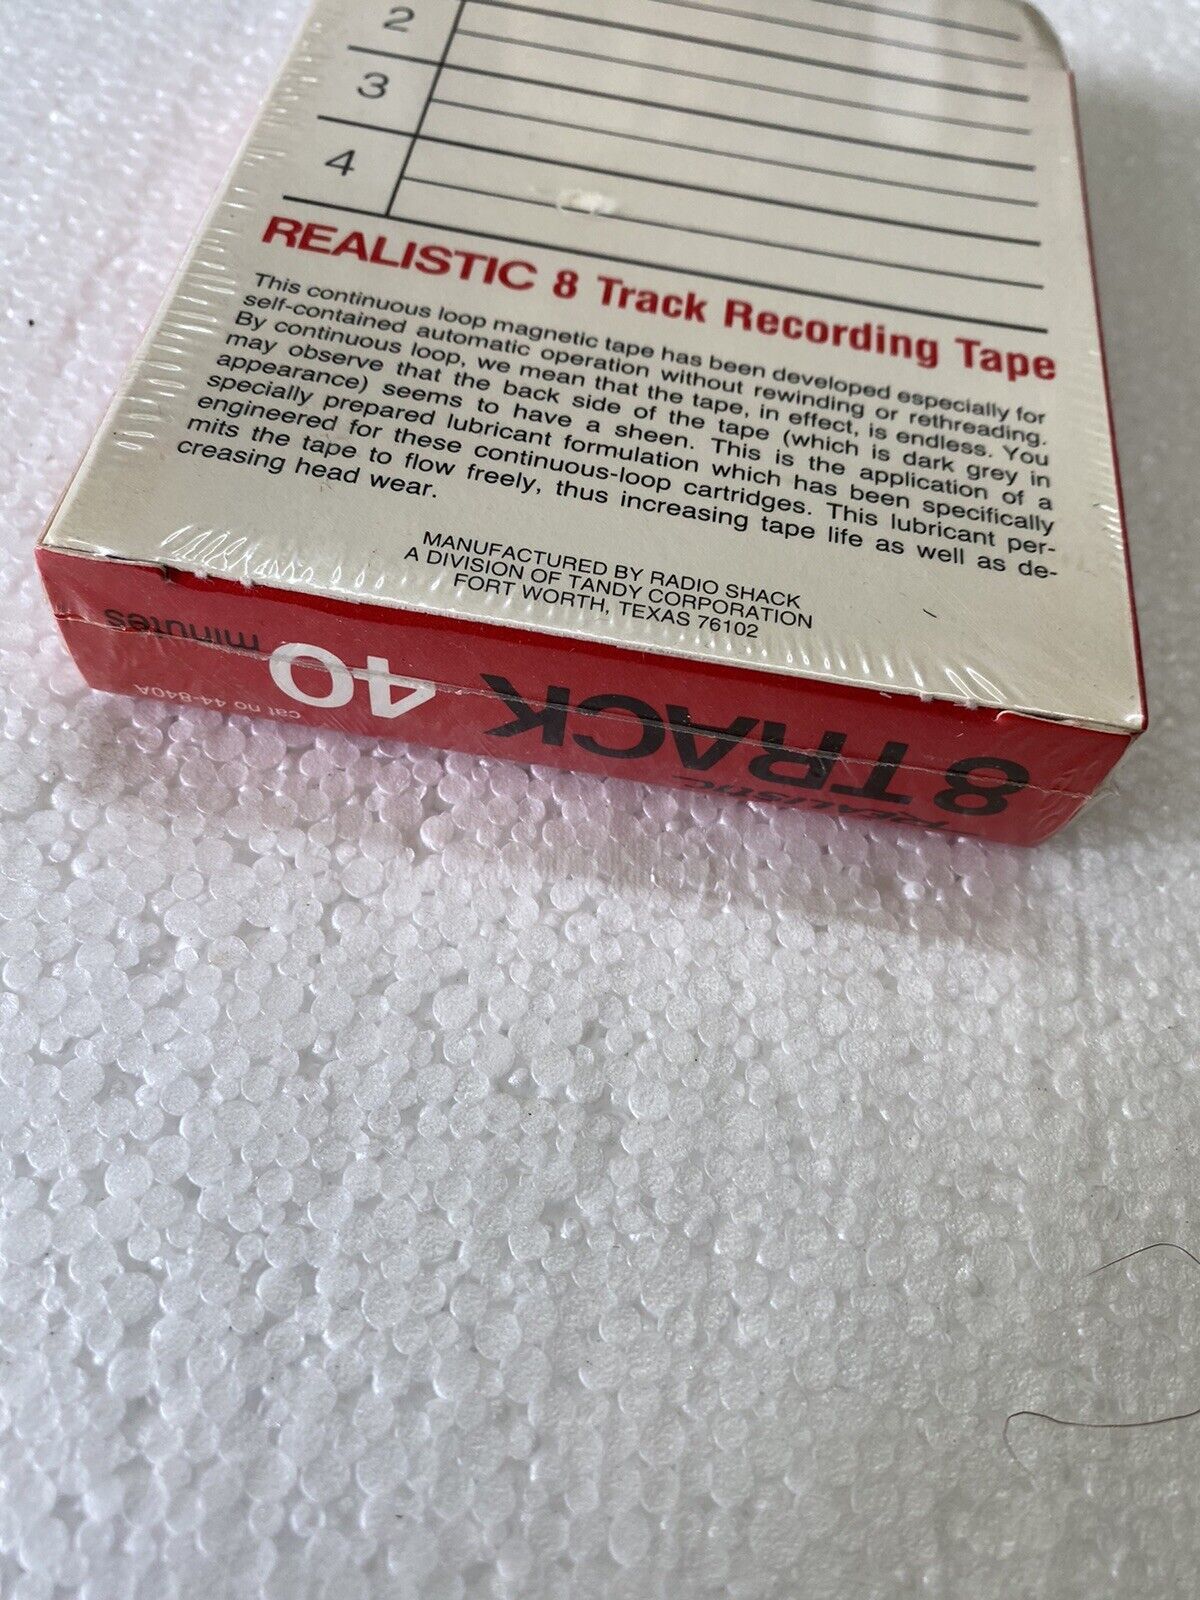 2
3
4
REALISTIC 8 Track Recording Tape
This continuous loop magnetic tape has been developed especially for
self-contained automatic operation without rewinding or rethreading.
By continuous loop, we mean that the tape, in effect, is endless. You
may observe that the back side of the tape (which is dark grey in
appearance) seems to have a sheen. This is the application of a
specially prepared lubricant formulation which has been specifically
engineered for these continuous-loop cartridges. This lubricant per-
mits the tape to flow freely, thus increasing tape life as well as de-
creasing head wear.
MANUFACTURED BY RADIO SHACK
A DIVISION OF TANDY CORPORATION
FORT WORTH, TEXAS 76102
REALISTIC
8 TRACK 40 minutes
cat no 44-840A